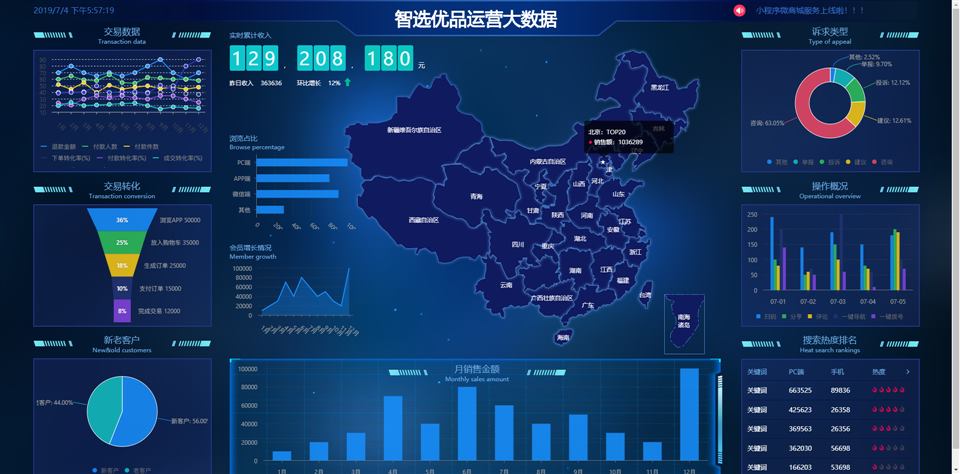 2019/7/4 下午5:57:19
智选优品运营大数据
小程序微商城服务上线啦！！！
交易数据
Transaction data
退款金额 付款人数 付款件数
下单转化率(%) 付款转化率(%) 成交转化率(%)
交易转化
Transaction conversion
36% 浏览APP 50000
25% 放入购物车 35000
18% 生成订单 25000
10% 支付订单 15000
8% 完成交易 12000
新老客户
New&old customers
客户: 44.00%
新客户: 56.00%
新客户 老客户
实时累计收入
129, 208, 180 元
昨日收入 363636 环比增长 12%
浏览占比
Browse percentage
PC端
APP端
微信端
其他
会员增长情况
Member growth
100000
80000
60000
40000
20000
0
黑龙江
吉林
新疆维吾尔自治区
北京: TOP20
销售额: 1036289
内蒙古自治区
宁夏
山西
河北
山东
青海
甘肃
陕西
河南
江苏
安徽
西藏自治区
四川
重庆
湖北
浙江
湖南
江西
福建
云南
广西壮族自治区
广东
台湾
海南
南海
诸岛
月销售金额
Monthly sales amount
100000
80000
60000
40000
20000
0
1月 2月 3月 4月 5月 6月 7月 8月 9月 10月 11月 12月
诉求类型
Type of appeal
其他: 2.52%
举报: 9.70%
投诉: 12.12%
建议: 12.61%
咨询: 63.05%
其他 举报 投诉 建议 咨询
操作概况
Operational overview
250
200
150
100
50
0
07-01 07-02 07-03 07-04 07-05
扫码 分享 评论 一键导航 一键拨号
搜索热度排名
Heat search rankings
关键词 PC端 手机 热度
关键词 663525 89836
关键词 425623 26358
关键词 369563 26356
关键词 362030 56698
关键词 166203 53698